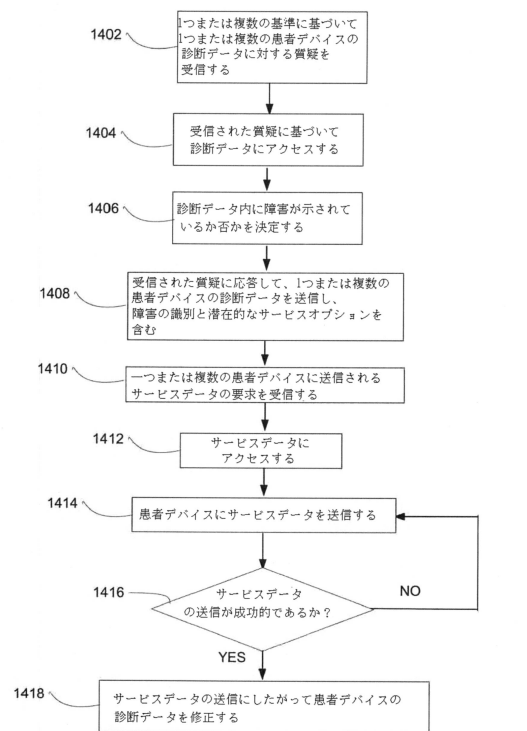 1402
1つまたは複数の基準に基づいて
1つまたは複数の患者デバイスの
診断データに対する質疑を
受信する
1404
受信された質疑に基づいて
診断データにアクセスする
1406
診断データ内に障害が示されて
いるか否かを決定する
1408
受信された質疑に応答して、1つまたは複数の
患者デバイスの診断データを送信し、
障害の識別と潜在的なサービスオプションを
含む
1410
一つまたは複数の患者デバイスに送信される
サービスデータの要求を受信する
1412
サービスデータに
アクセスする
1414
患者デバイスにサービスデータを送信する
1416
サービスデータ
の送信が成功的であるか？
NO
YES
1418
サービスデータの送信にしたがって患者デバイスの
診断データを修正する